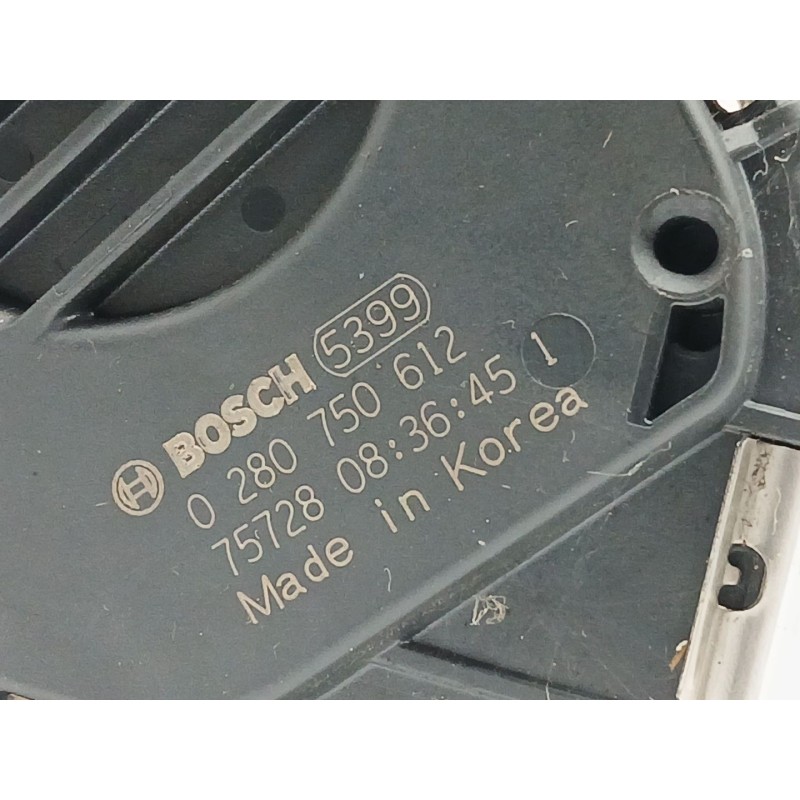 BOSCH 5399
0 280 750 612
75728 08:36:45 1
Made in Korea